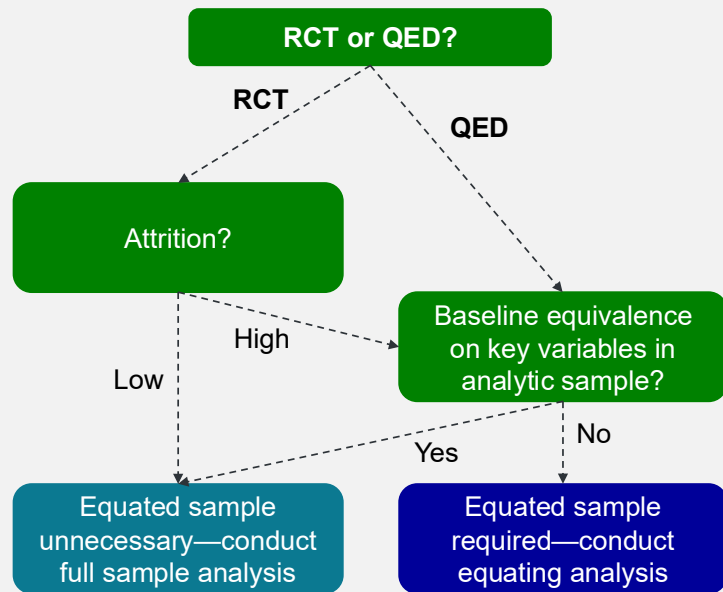 RCT or QED?
RCT
QED
Attrition?
High
Low
Baseline equivalence
on key variables in
analytic sample?
Yes
No
Equated sample
unnecessary—conduct
full sample analysis
Equated sample
required—conduct
equating analysis